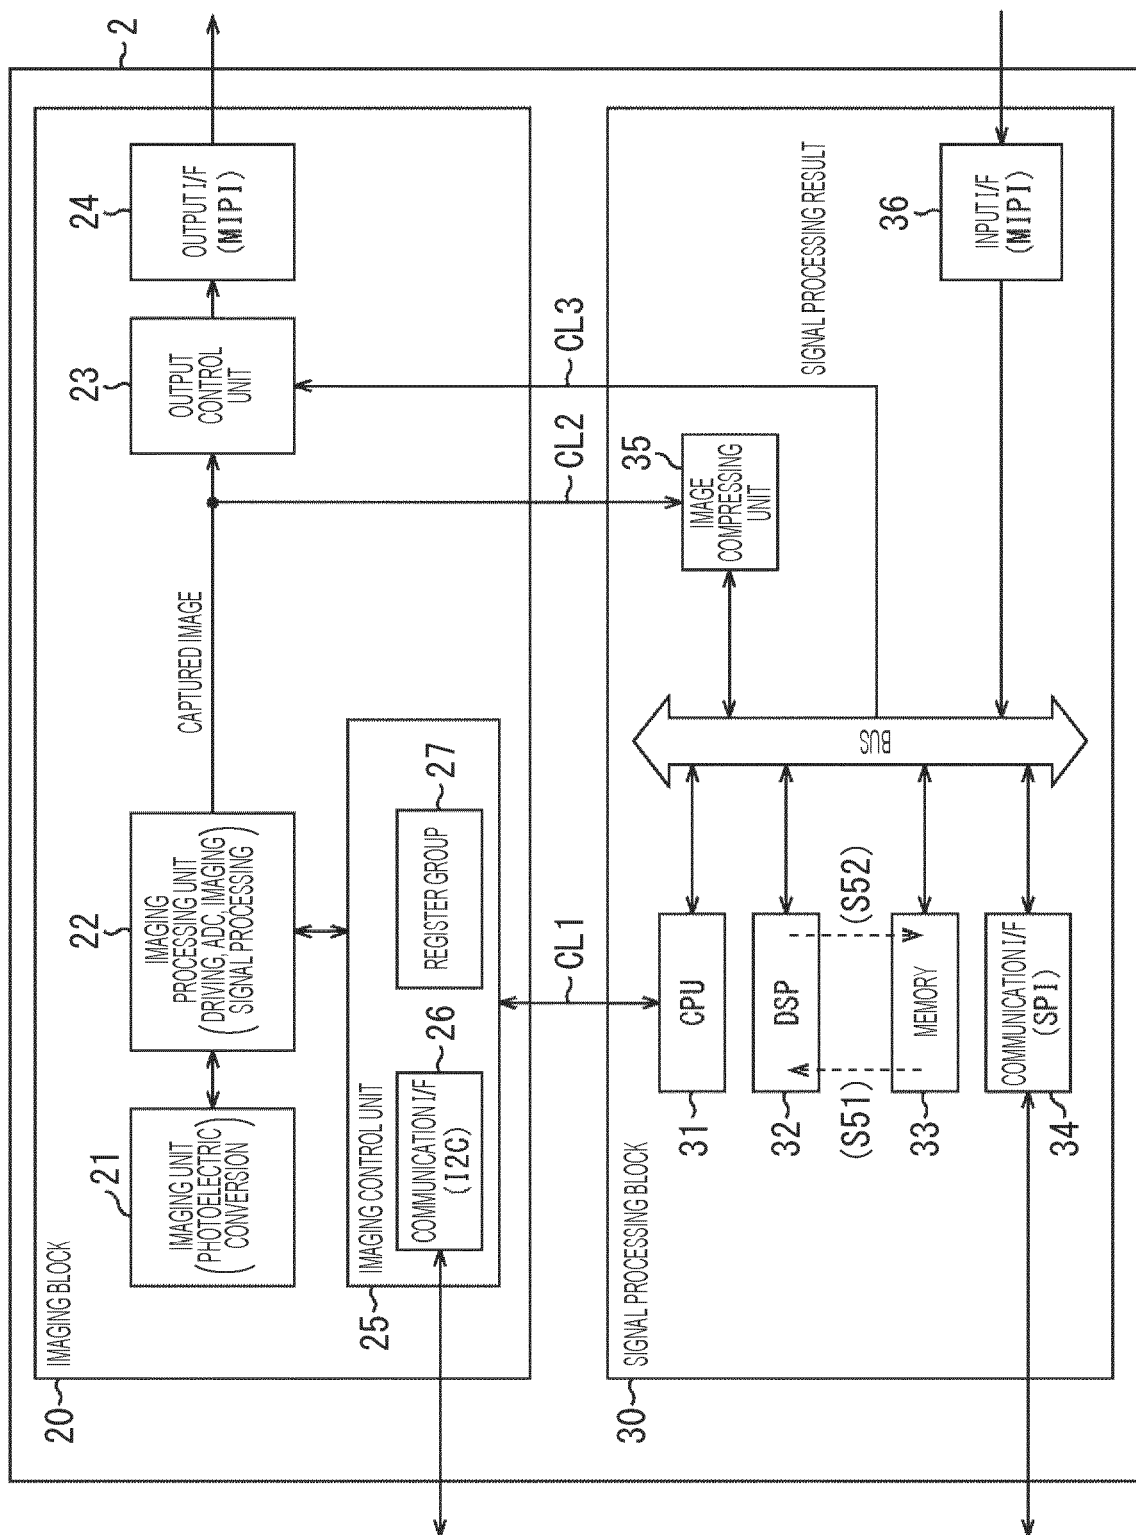 2
20
IMAGING BLOCK
21
IMAGING UNIT
(PHOTOELECTRIC
CONVERSION)
22
IMAGING
PROCESSING UNIT
(DRIVING, ADC, IMAGING
SIGNAL PROCESSING)
CAPTURED IMAGE
23
OUTPUT
CONTROL
UNIT
24
OUTPUT I/F
(MIPI)
25
IMAGING CONTROL UNIT
26
COMMUNICATION I/F
(I2C)
27
REGISTER GROUP
CL1
CL2
CL3
30
SIGNAL PROCESSING BLOCK
31
CPU
32
DSP
(S51)
(S52)
33
MEMORY
34
COMMUNICATION I/F
(SPI)
BUS
35
IMAGE
COMPRESSING
UNIT
SIGNAL PROCESSING RESULT
36
INPUT I/F
(MIPI)